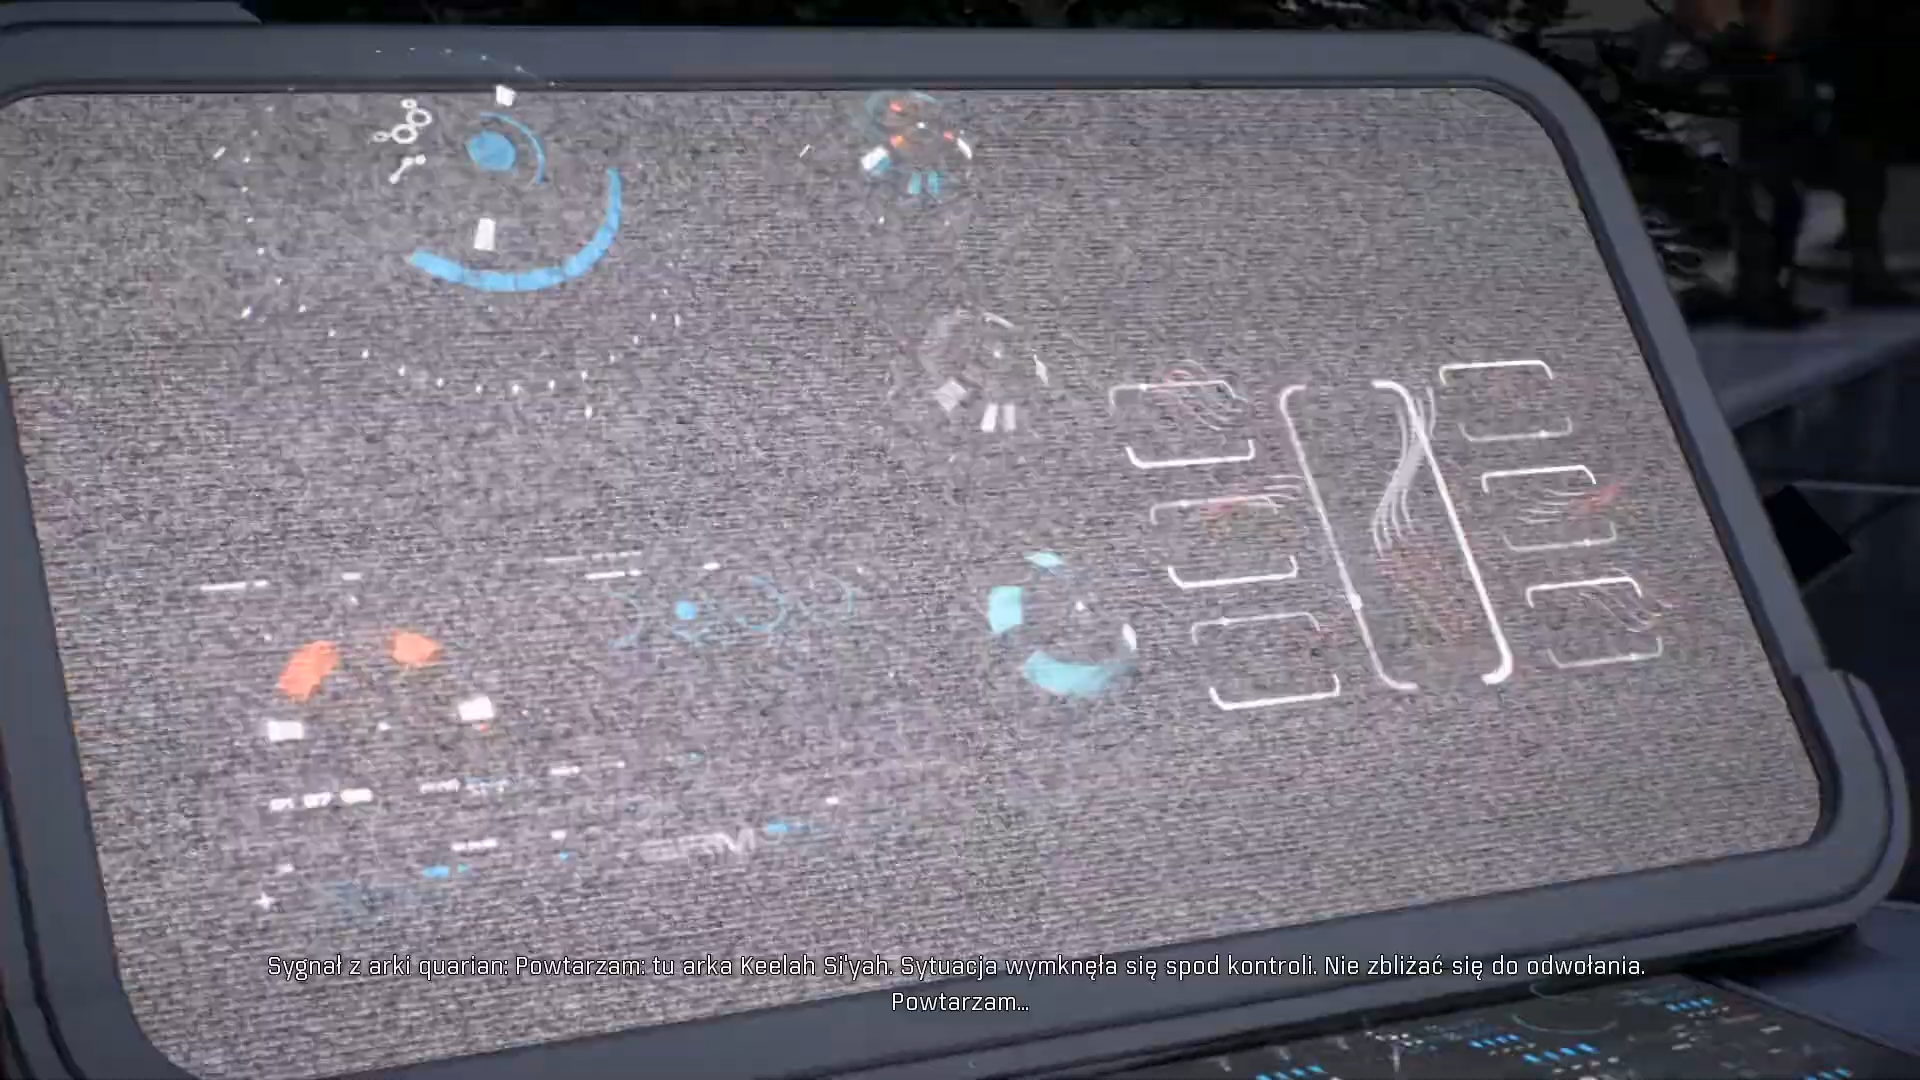 Sygnał z arki quarian: Powtarzam: tu arka Keelah Si'yah. Sytuacja wymknęła się spod kontroli. Nie zbliżać się do odwołania.
Powtarzam...